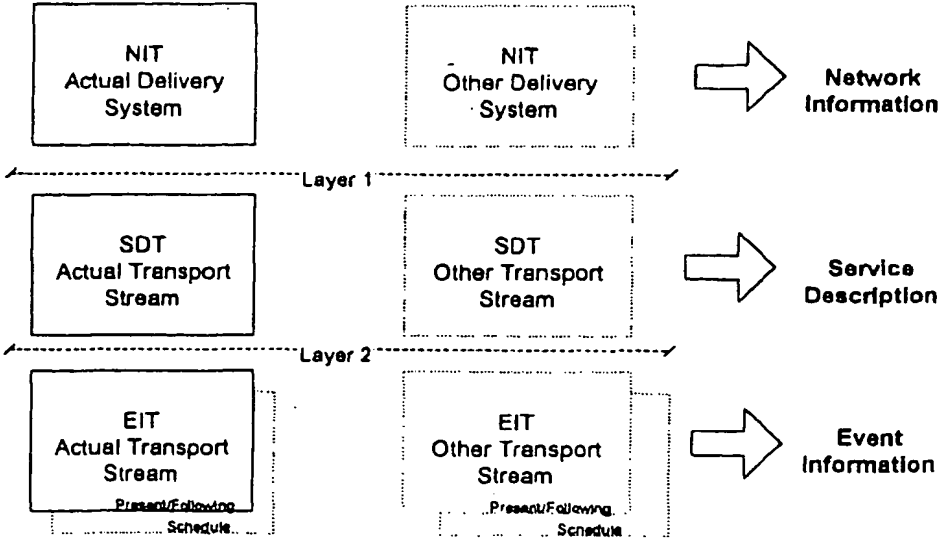 NIT
Actual Delivery
System
NIT
Other Delivery
System
Network
Information
Layer 1
SDT
Actual Transport
Stream
SDT
Other Transport
Stream
Service
Description
Layer 2
EIT
Actual Transport
Stream
Present/Following
Schedule
EIT
Other Transport
Stream
Present/Following
Schedule
Event
Information